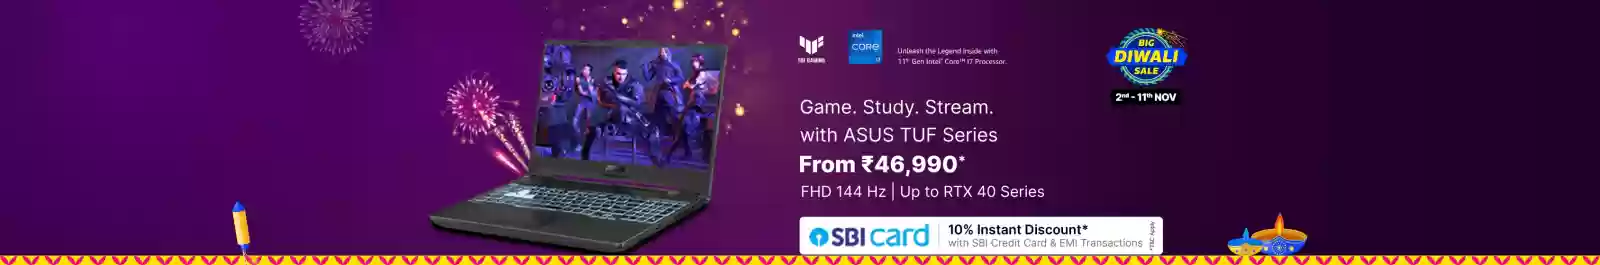 TUF GAMING
intel
CORE
i7
Unleash the Legend Inside with
11th Gen Intel® Core™ i7 Processor.
BIG
DIWALI
SALE
2nd - 11th NOV
Game. Study. Stream.
with ASUS TUF Series
From ₹46,990*
FHD 144 Hz | Up to RTX 40 Series
SBI card
10% Instant Discount*
with SBI Credit Card & EMI Transactions
*T&C Apply